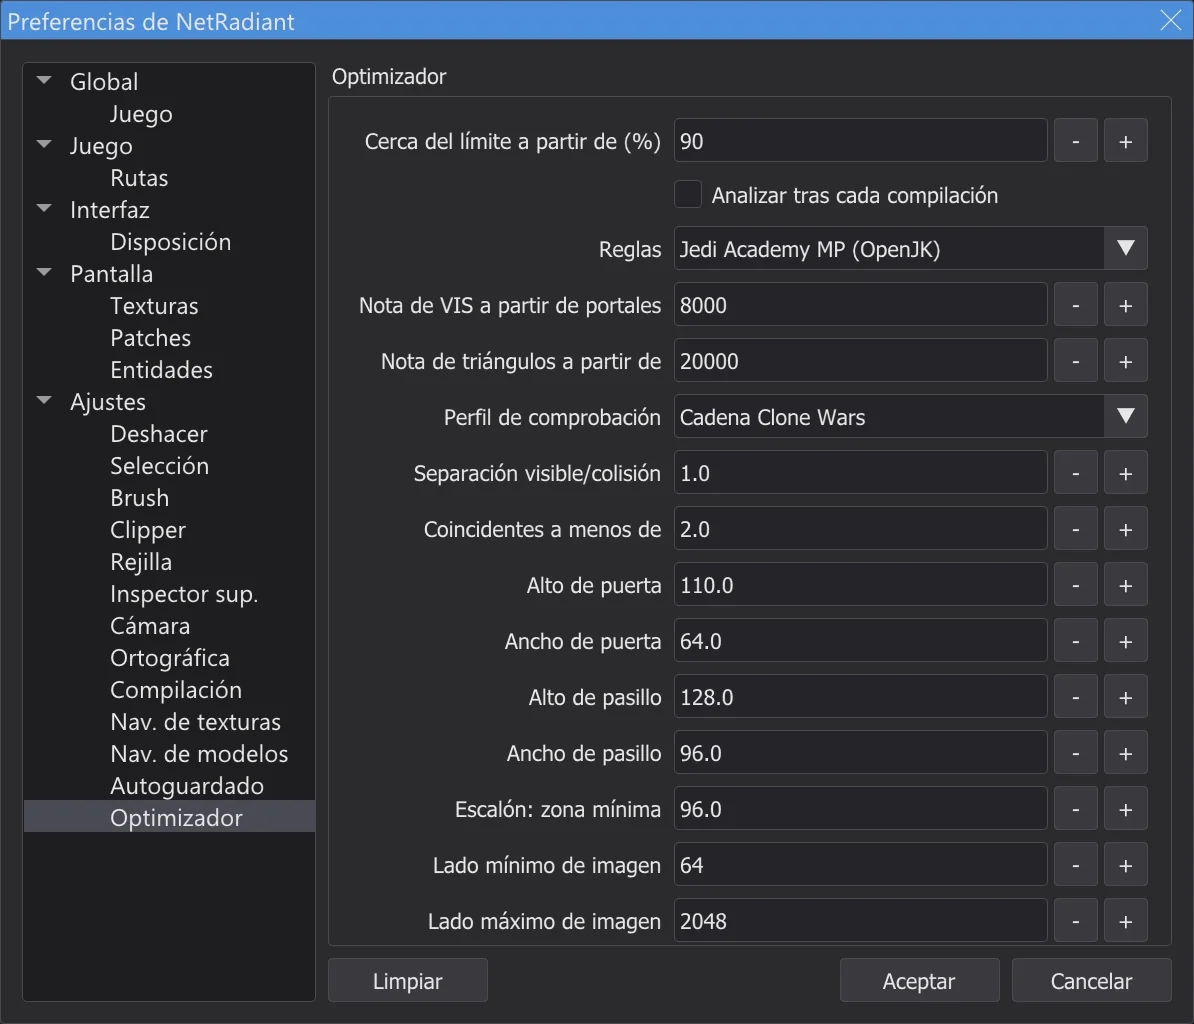 Preferencias de NetRadiant
Global
Juego
Juego
Rutas
Interfaz
Disposición
Pantalla
Texturas
Patches
Entidades
Ajustes
Deshacer
Selección
Brush
Clipper
Rejilla
Inspector sup.
Cámara
Ortográfica
Compilación
Nav. de texturas
Nav. de modelos
Autoguardado
Optimizador
Optimizador
Cerca del límite a partir de (%) 90 - +
Analizar tras cada compilación
Reglas Jedi Academy MP (OpenJK)
Nota de VIS a partir de portales 8000 - +
Nota de triángulos a partir de 20000 - +
Perfil de comprobación Cadena Clone Wars
Separación visible/colisión 1.0 - +
Coincidentes a menos de 2.0 - +
Alto de puerta 110.0 - +
Ancho de puerta 64.0 - +
Alto de pasillo 128.0 - +
Ancho de pasillo 96.0 - +
Escalón: zona mínima 96.0 - +
Lado mínimo de imagen 64 - +
Lado máximo de imagen 2048 - +
Limpiar Aceptar Cancelar